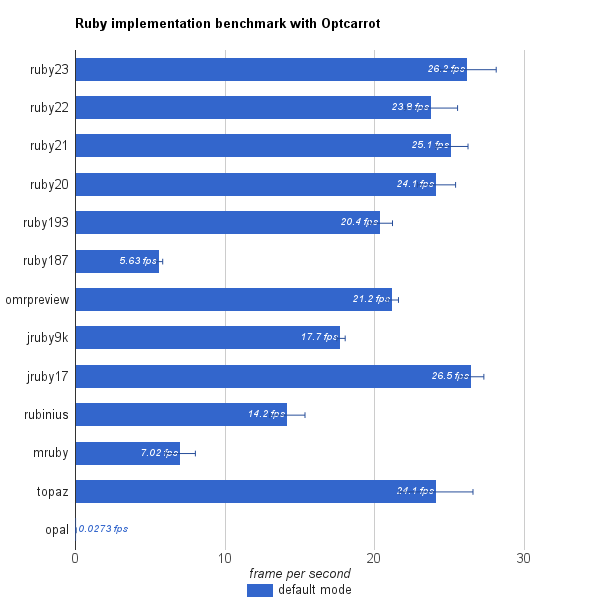 Ruby implementation benchmark with Optcarrot
ruby23 26.2 fps
ruby22 23.8 fps
ruby21 25.1 fps
ruby20 24.1 fps
ruby193 20.4 fps
ruby187 5.63 fps
omrpreview 21.2 fps
jruby9k 17.7 fps
jruby17 26.5 fps
rubinius 14.2 fps
mruby 7.02 fps
topaz 24.1 fps
opal 0.0273 fps
0 10 20 30
frame per second
default mode